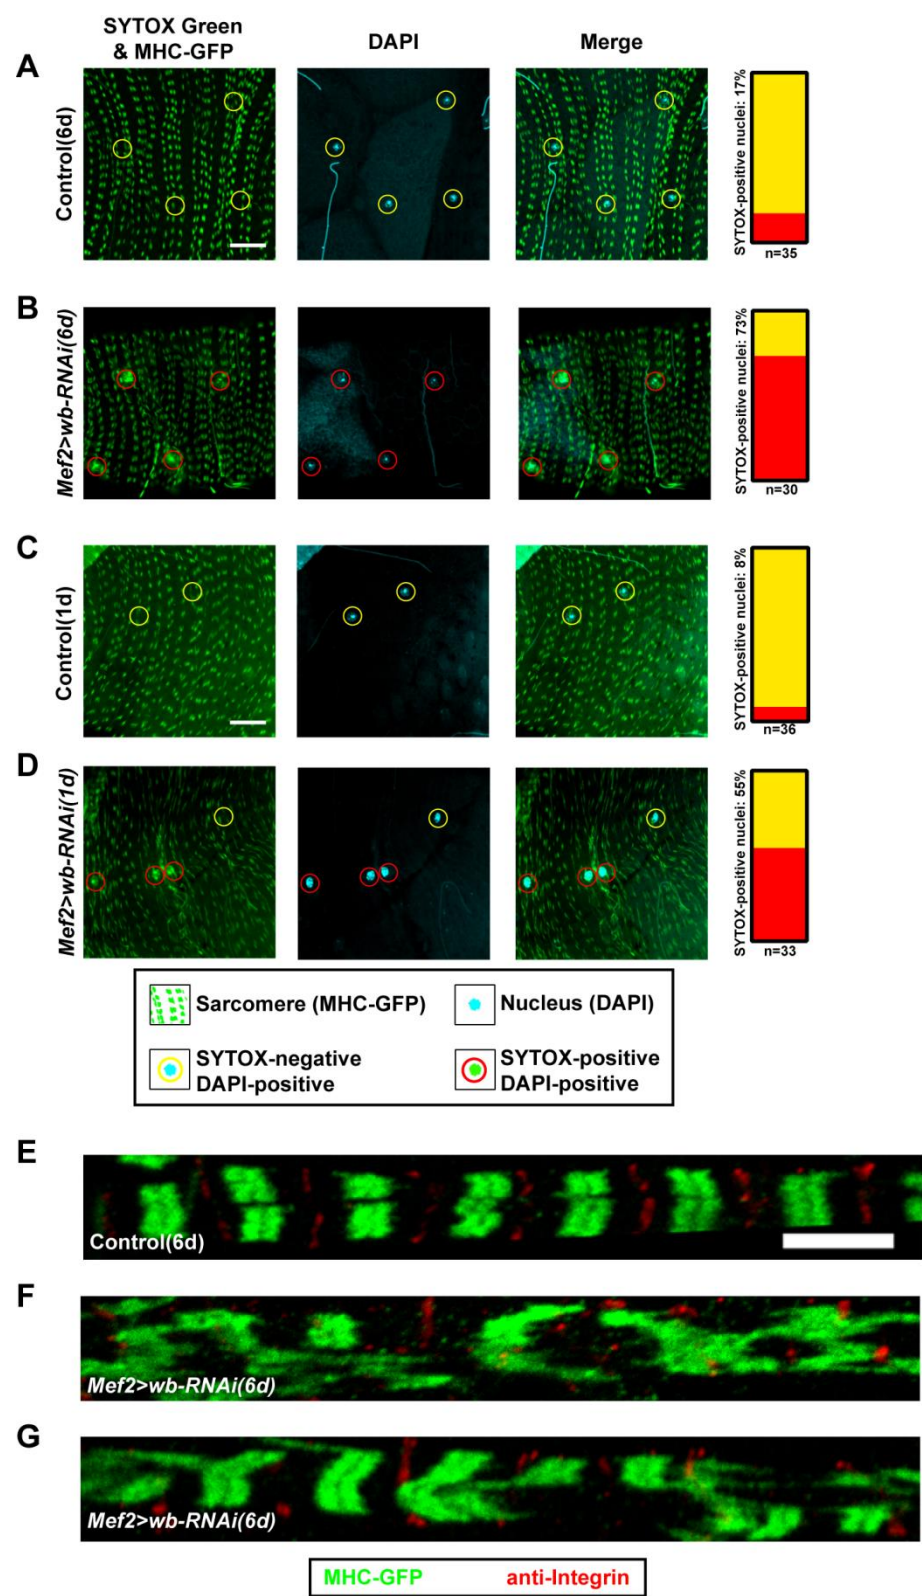 SYTOX Green
& MHC-GFP
DAPI
Merge
A
Control(6d)
SYTOX-positive nuclei: 17%
n=35
B
Mef2>wb-RNAi(6d)
SYTOX-positive nuclei: 73%
n=30
C
Control(1d)
SYTOX-positive nuclei: 8%
n=36
D
Mef2>wb-RNAi(1d)
SYTOX-positive nuclei: 55%
n=33
Sarcomere (MHC-GFP)
Nucleus (DAPI)
SYTOX-negative
DAPI-positive
SYTOX-positive
DAPI-positive
E
Control(6d)
F
Mef2>wb-RNAi(6d)
G
Mef2>wb-RNAi(6d)
MHC-GFP
anti-Integrin